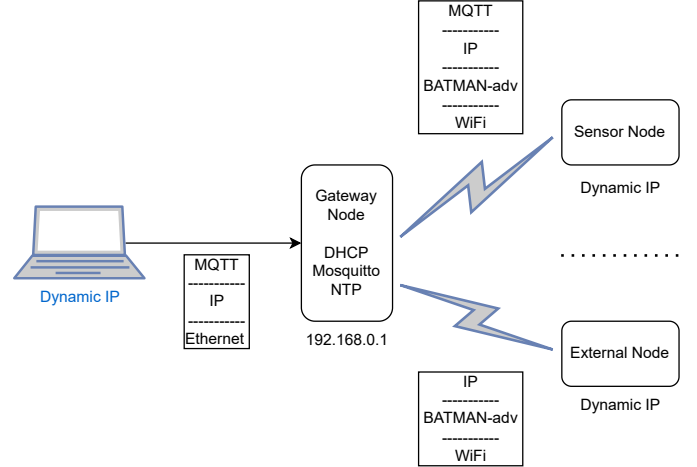 MQTT
-----------
IP
-----------
BATMAN-adv
-----------
WiFi
Sensor Node
Dynamic IP
Gateway
Node
DHCP
Mosquitto
NTP
192.168.0.1
Dynamic IP
MQTT
-----------
IP
-----------
Ethernet
External Node
Dynamic IP
IP
-----------
BATMAN-adv
-----------
WiFi